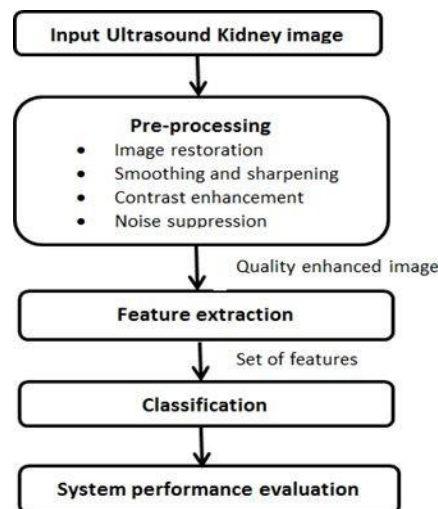 Input Ultrasound Kidney image
Pre-processing
• Image restoration
• Smoothing and sharpening
• Contrast enhancement
• Noise suppression
Quality enhanced image
Feature extraction
Set of features
Classification
System performance evaluation